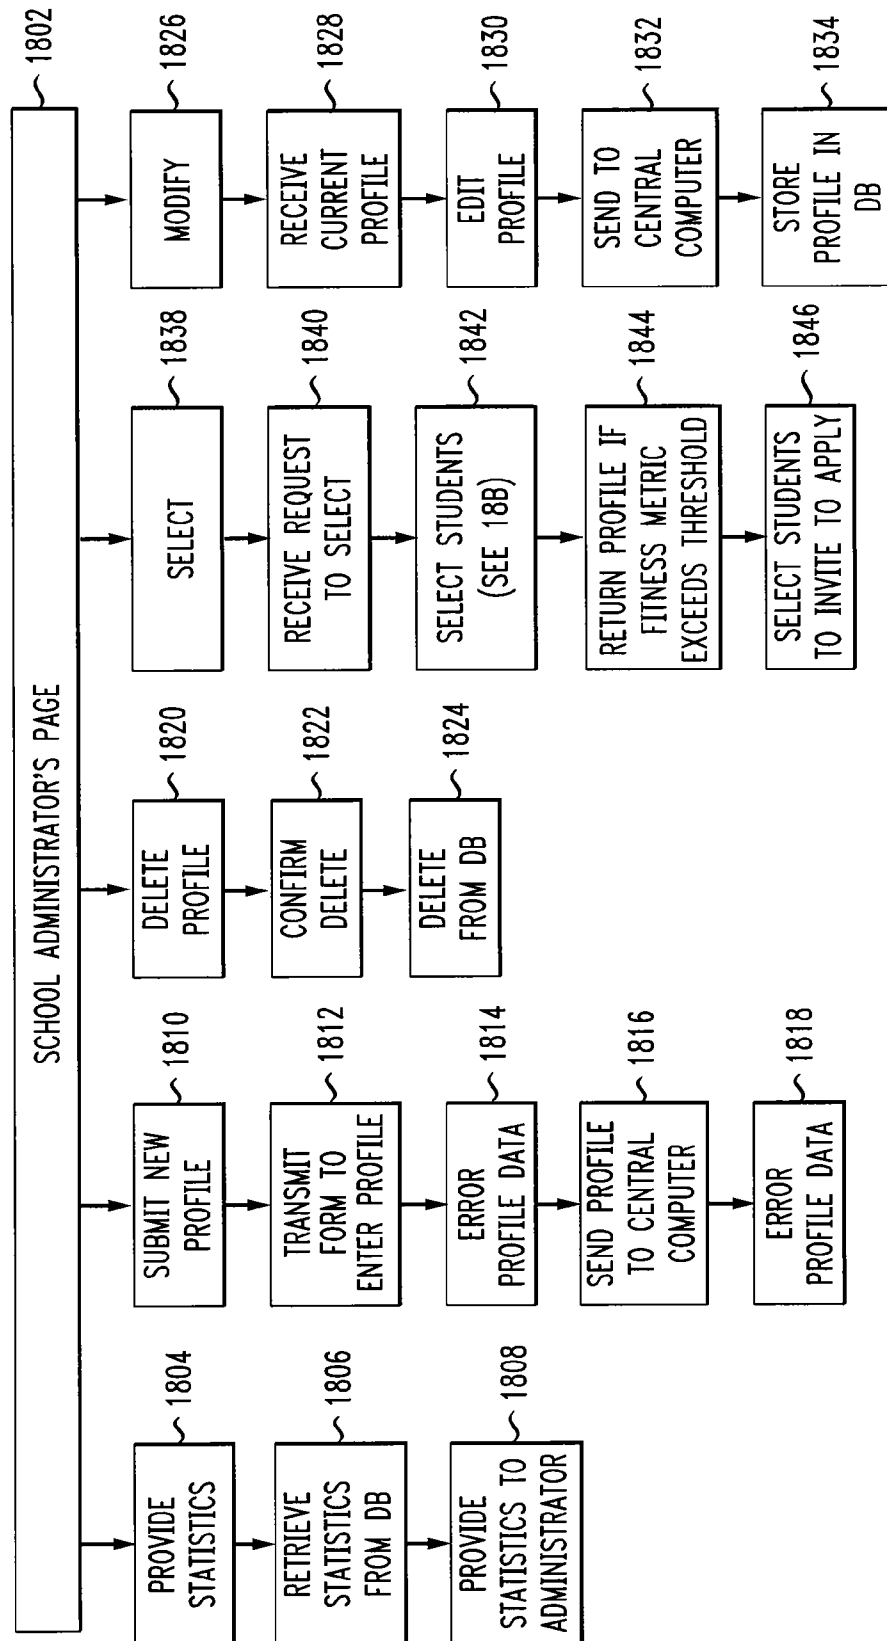 SCHOOL ADMINISTRATOR'S PAGE
1802
PROVIDE
STATISTICS
1804
RETRIEVE
STATISTICS
FROM DB
1806
PROVIDE
STATISTICS TO
ADMINISTRATOR
1808
SUBMIT NEW
PROFILE
1810
TRANSMIT
FORM TO
ENTER PROFILE
1812
ERROR
PROFILE DATA
1814
SEND PROFILE
TO CENTRAL
COMPUTER
1816
ERROR
PROFILE DATA
1818
DELETE
PROFILE
1820
CONFIRM
DELETE
1822
DELETE
FROM DB
1824
SELECT
1838
RECEIVE REQUEST
TO SELECT
1840
SELECT STUDENTS
(SEE 18B)
1842
RETURN PROFILE IF
FITNESS METRIC
EXCEEDS THRESHOLD
1844
SELECT STUDENTS
TO INVITE TO APPLY
1846
MODIFY
1826
RECEIVE
CURRENT
PROFILE
1828
EDIT
PROFILE
1830
SEND TO
CENTRAL
COMPUTER
1832
STORE
PROFILE IN
DB
1834